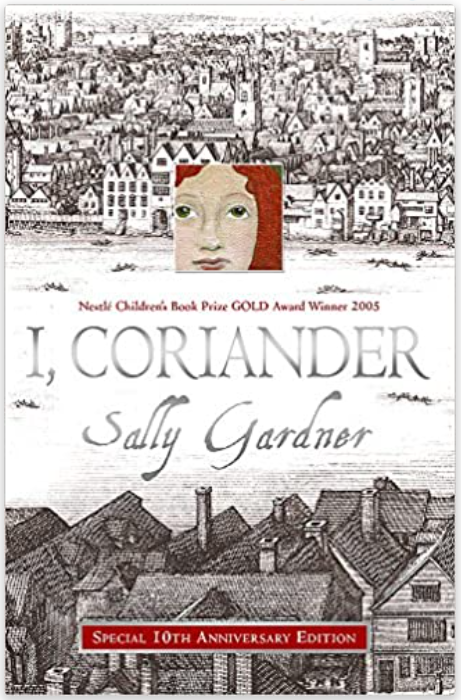 Nestlé Children's Book Prize GOLD Award Winner 2005
I, CORIANDER
Sally Gardner
SPECIAL 10TH ANNIVERSARY EDITION